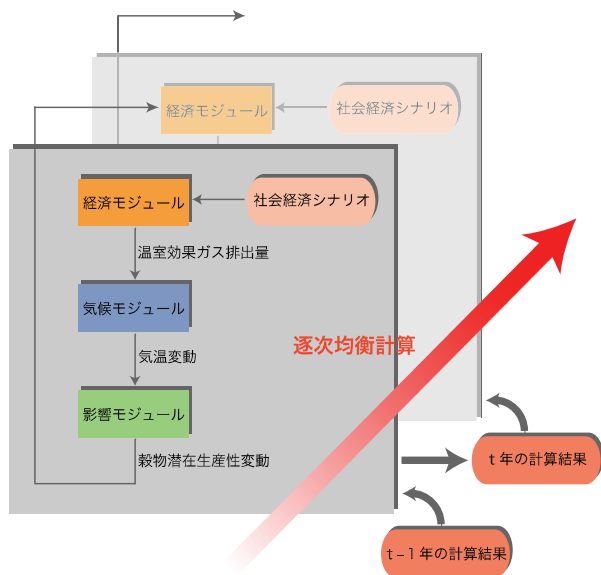 経済モジュール
社会経済シナリオ
経済モジュール
社会経済シナリオ
温室効果ガス排出量
気候モジュール
気温変動
逐次均衡計算
影響モジュール
穀物潜在生産性変動
t 年の計算結果
t－1 年の計算結果